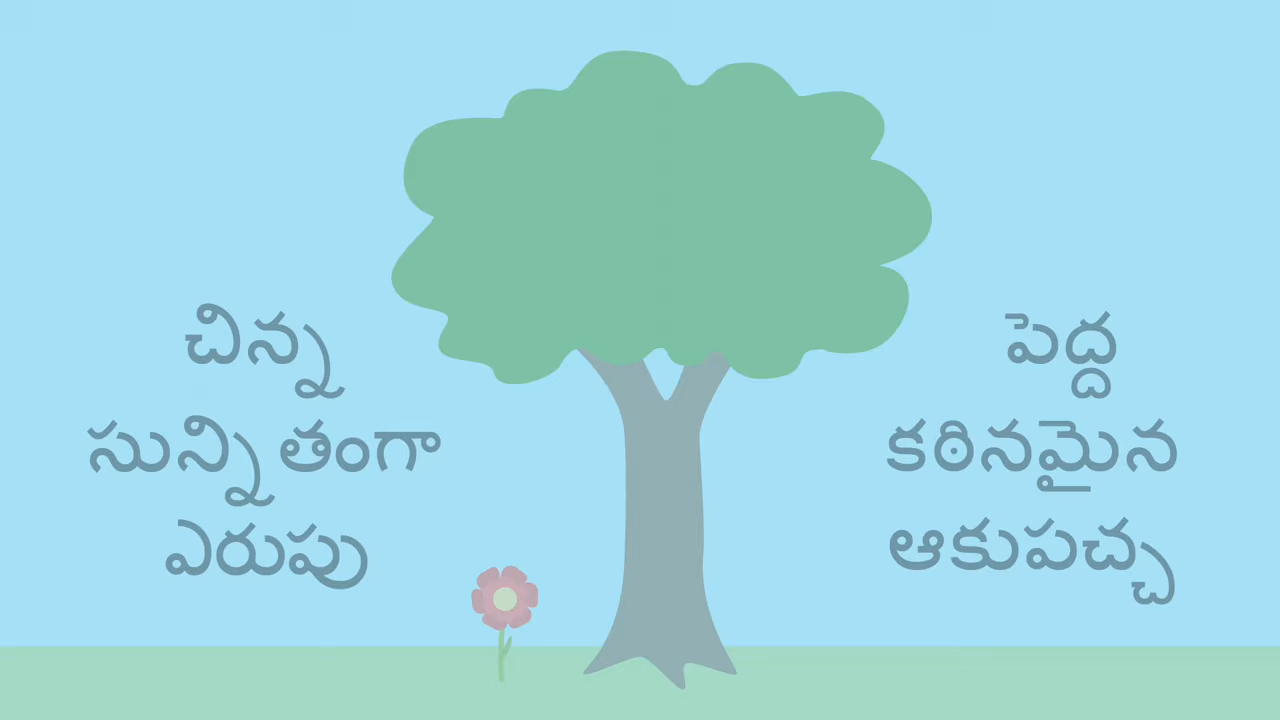 చిన్న
సున్నితంగా
ఎరుపు
పెద్ద
కఠినమైన
ఆకుపచ్చ